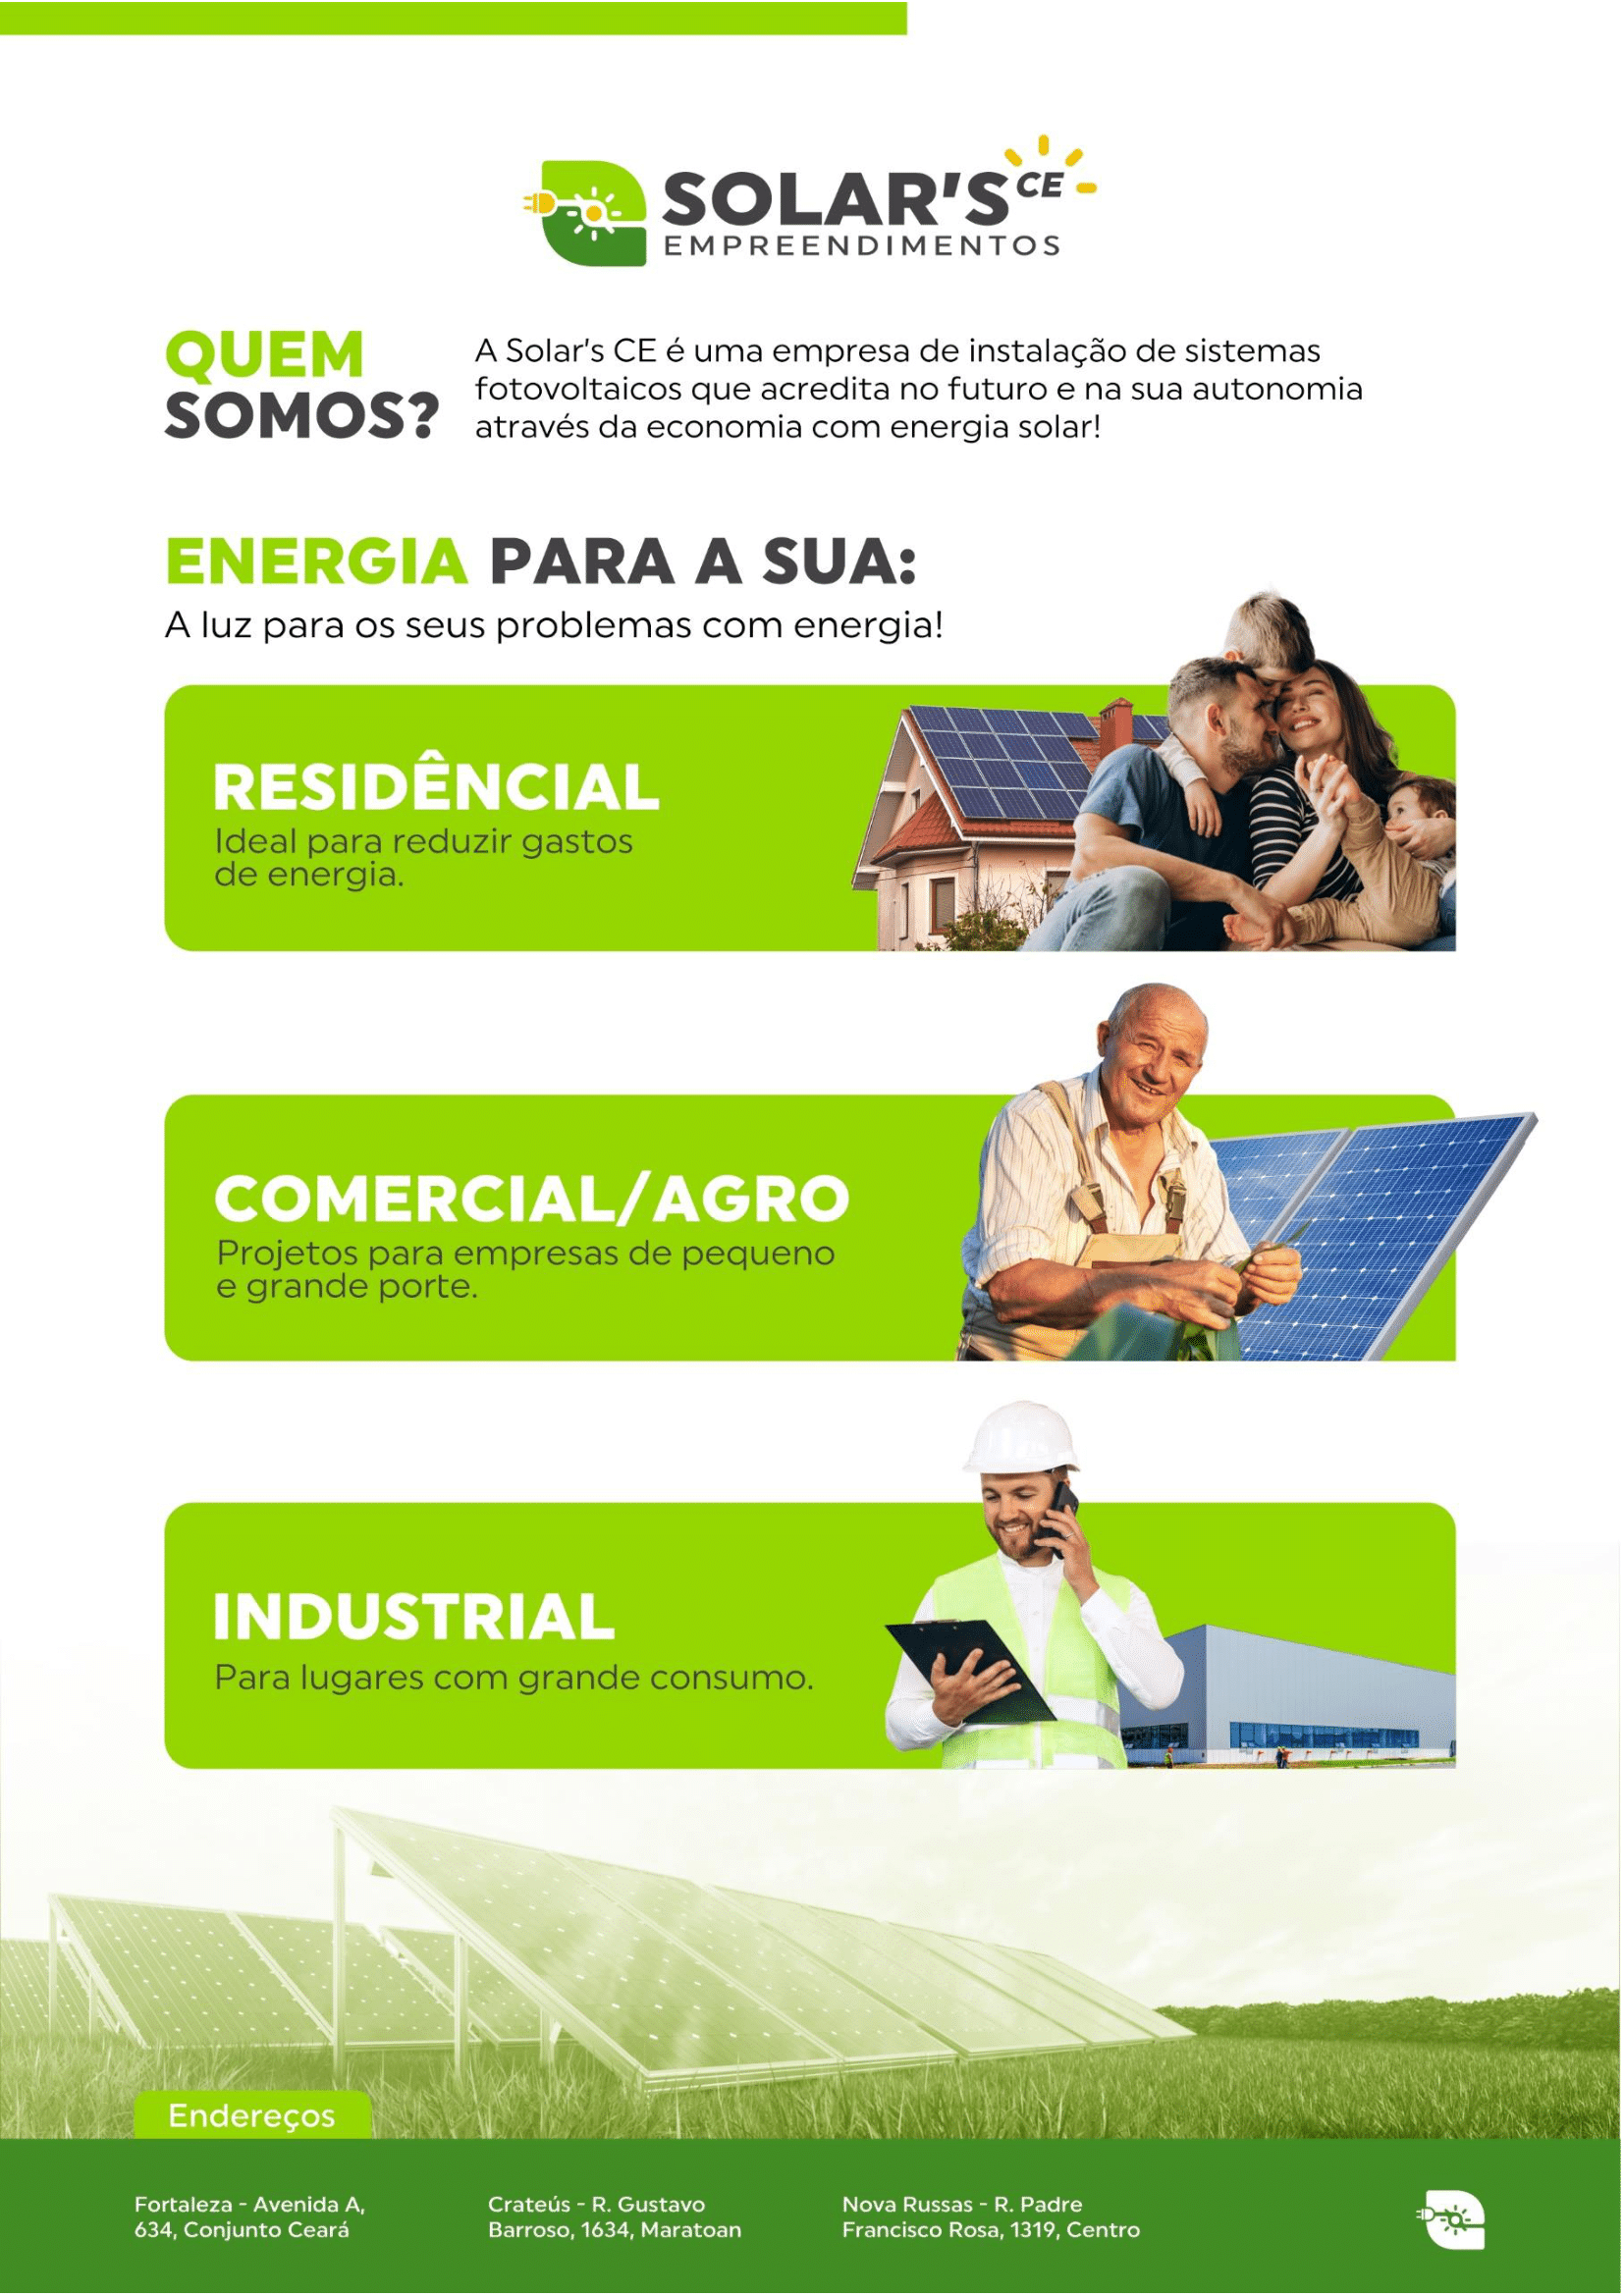 SOLAR'S CE
EMPREENDIMENTOS
QUEM
SOMOS?
A Solar's CE é uma empresa de instalação de sistemas
fotovoltaicos que acredita no futuro e na sua autonomia
através da economia com energia solar!
ENERGIA PARA A SUA:
A luz para os seus problemas com energia!
RESIDÊNCIAL
Ideal para reduzir gastos
de energia.
COMERCIAL/AGRO
Projetos para empresas de pequeno
e grande porte.
INDUSTRIAL
Para lugares com grande consumo.
Endereços
Fortaleza - Avenida A,
634, Conjunto Ceará
Crateús - R. Gustavo
Barroso, 1634, Maratoan
Nova Russas - R. Padre
Francisco Rosa, 1319, Centro